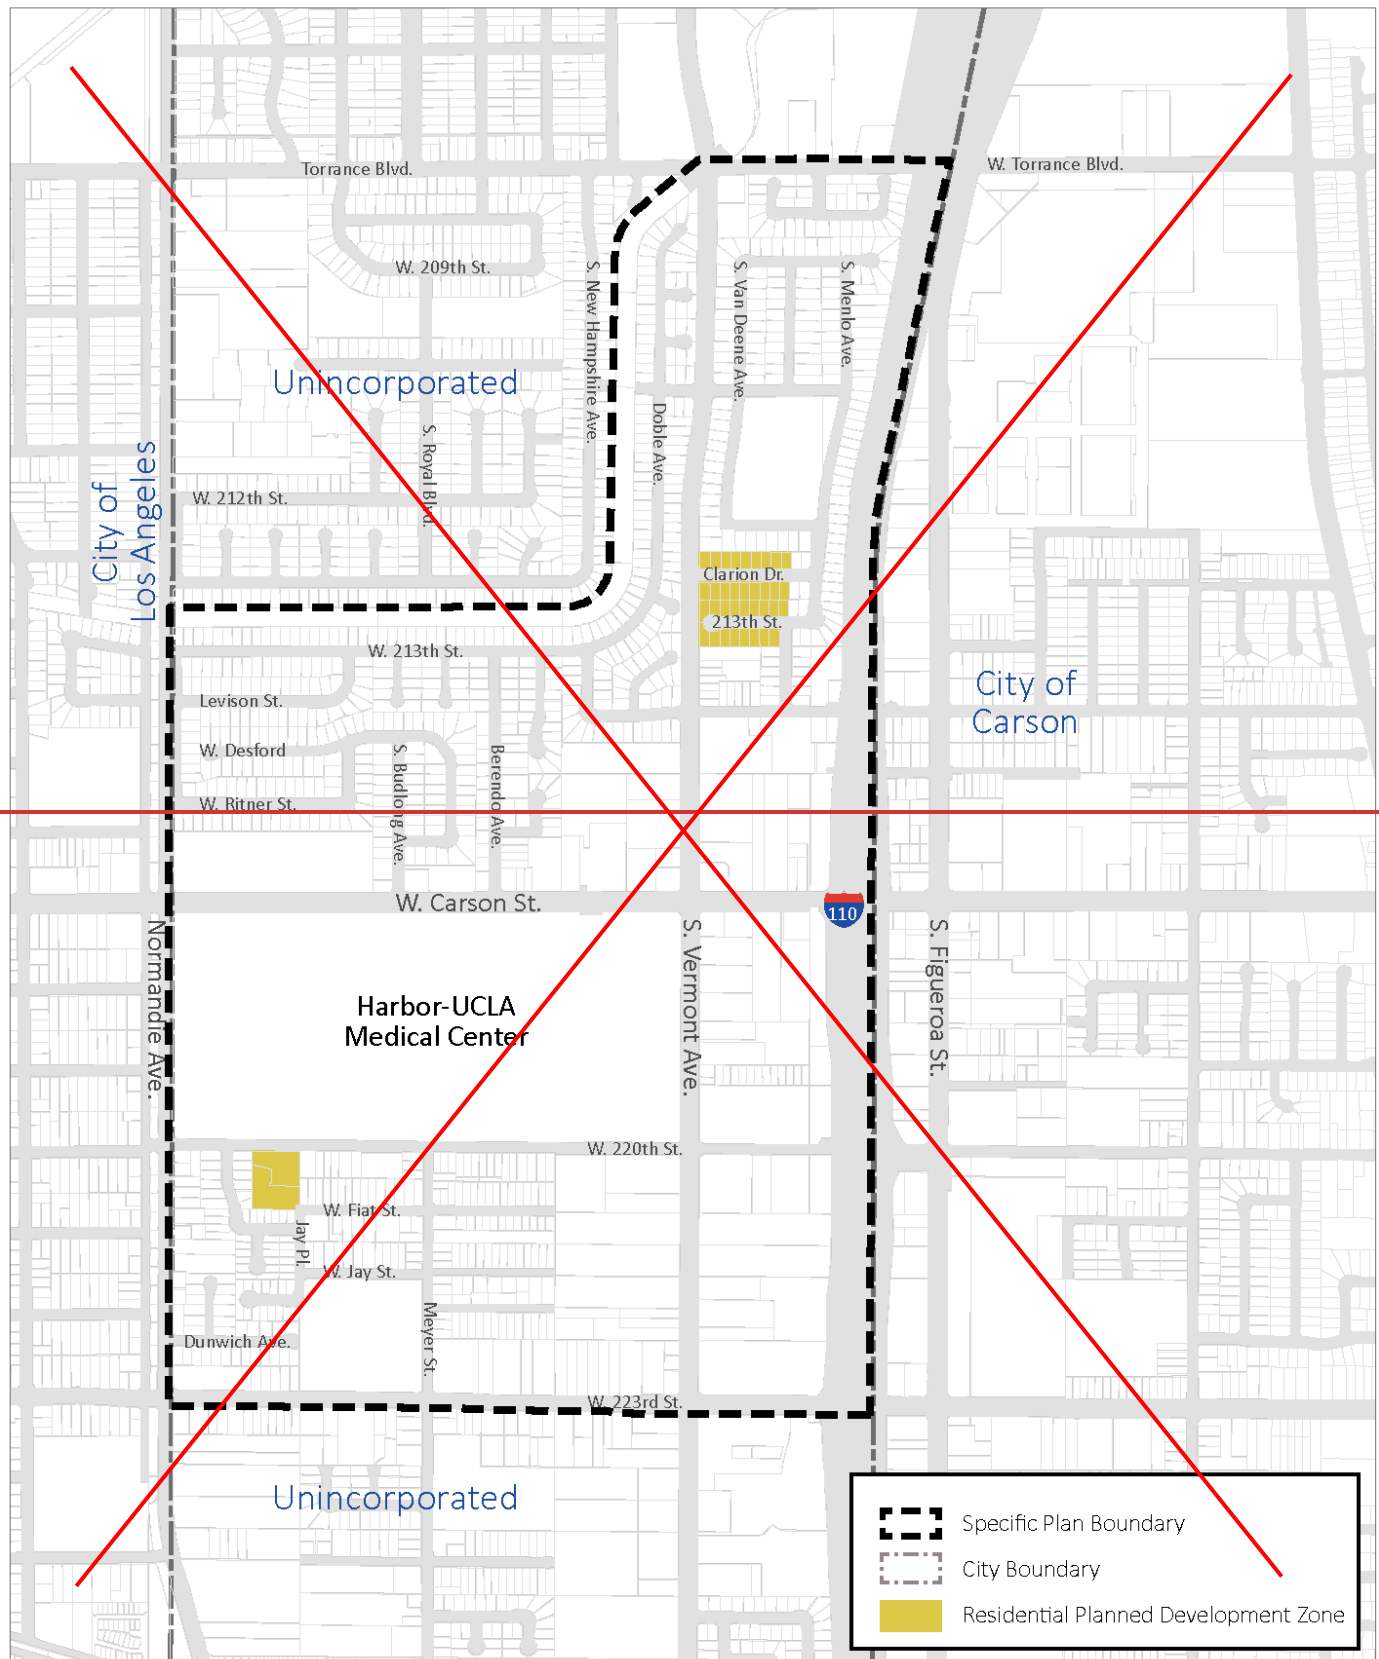 Torrance Blvd.
W. Torrance Blvd.
W. 209th St.
S. New Hampshire Ave.
S. Van Deene Ave.
S. Menlo Ave.
Unincorporated
Doble Ave.
S. Royal Blvd.
City of
Los Angeles
W. 212th St.
Clarion Dr.
213th St.
W. 213th St.
City of
Carson
Levison St.
W. Desford
S. Budlong Ave.
Berendo Ave.
W. Ritner St.
W. Carson St.
110
Normandie Ave.
S. Vermont Ave.
S. Figueroa St.
Harbor-UCLA
Medical Center
W. 220th St.
W. Fiat St.
Jay Pl.
W. Jay St.
Meyer St.
Dunwich Ave.
W. 223rd St.
Unincorporated
Specific Plan Boundary
City Boundary
Residential Planned Development Zone